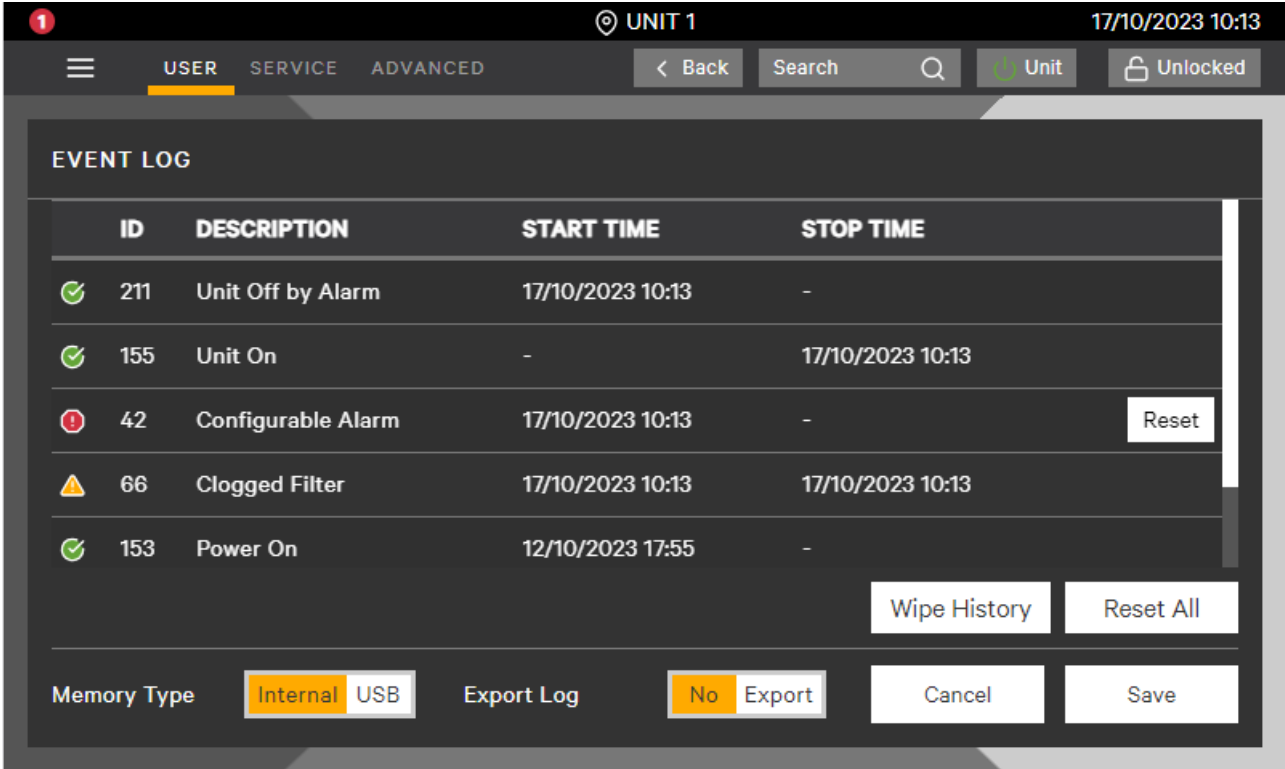 1 UNIT 1 17/10/2023 10:13
USER SERVICE ADVANCED < Back Search Unit Unlocked
EVENT LOG
ID DESCRIPTION START TIME STOP TIME
211 Unit Off by Alarm 17/10/2023 10:13 -
155 Unit On - 17/10/2023 10:13
42 Configurable Alarm 17/10/2023 10:13 - Reset
66 Clogged Filter 17/10/2023 10:13 17/10/2023 10:13
153 Power On 12/10/2023 17:55 -
Wipe History Reset All
Memory Type Internal USB Export Log No Export Cancel Save